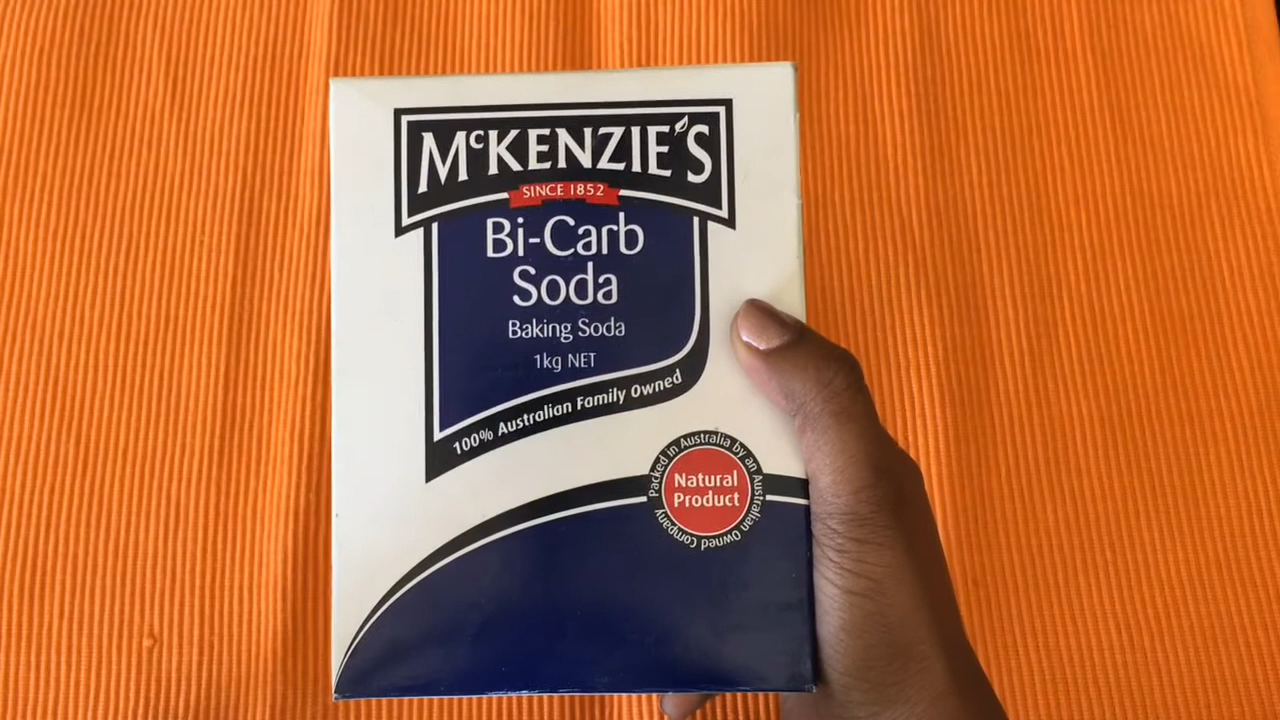 McKENZIE'S
SINCE 1852
Bi-Carb
Soda
Baking Soda
1kg NET
100% Australian Family Owned
Packed in Australia by an Australian Owned Company
Natural
Product